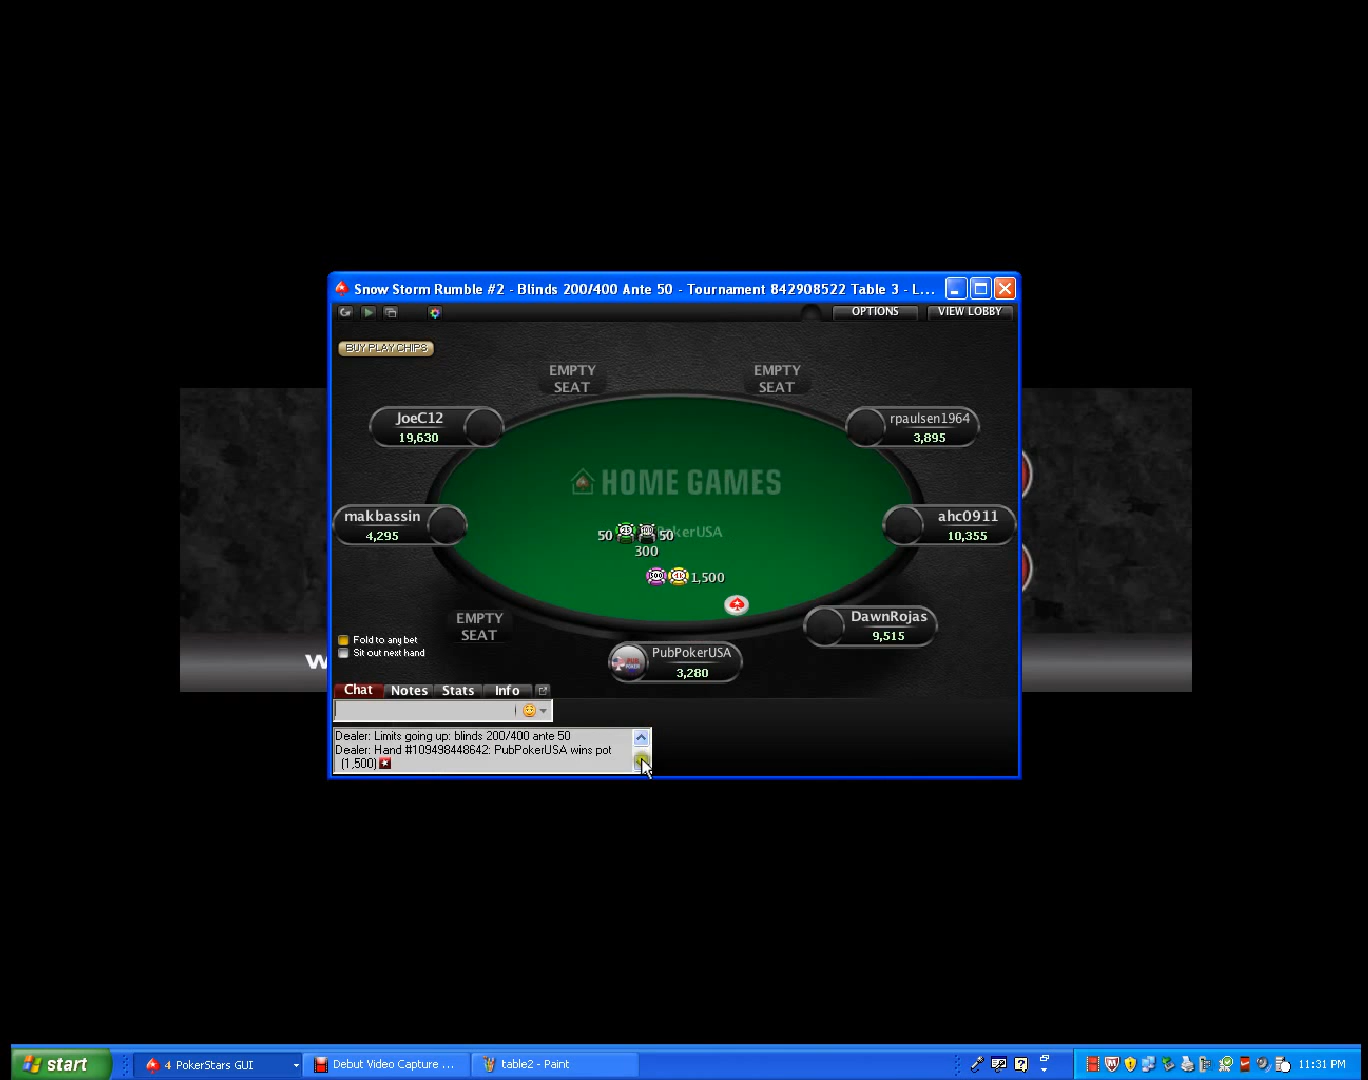 Snow Storm Rumble #2 - Blinds 200/400 Ante 50 - Tournament 842908522 Table 3 - L...
OPTIONS
VIEW LOBBY
BUY PLAY CHIPS
EMPTY SEAT
EMPTY SEAT
JoeC12
19,630
rpaulsen1964
3,895
HOME GAMES
makbassin
4,295
ahc0911
10,355
50
50
kerUSA
300
1,500
EMPTY SEAT
DawnRojas
9,515
Fold to any bet
Sit out next hand
PubPokerUSA
3,280
W
Chat Notes Stats Info
Dealer: Limits going up: blinds 200/400 ante 50
Dealer: Hand #109498448642: PubPokerUSA wins pot
(1,500)
start
4 PokerStars GUI
Debut Video Capture ...
table2 - Paint
11:31 PM